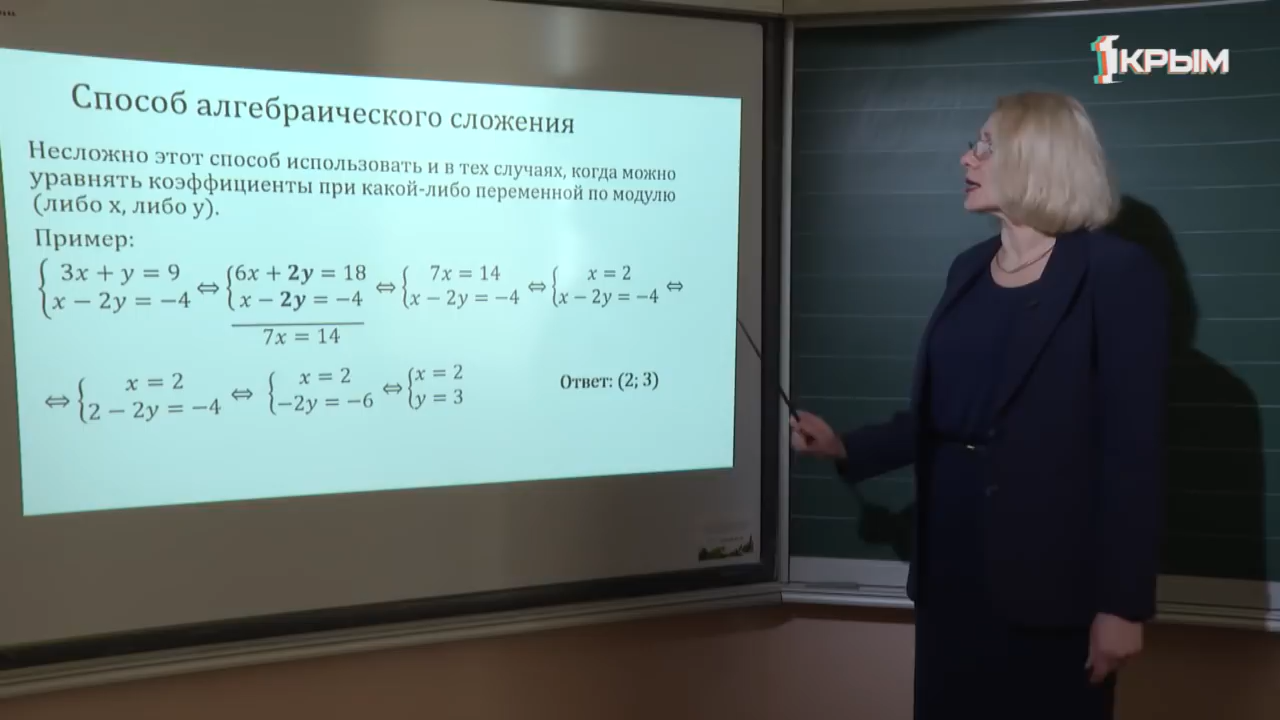 1КРЫМ
Способ алгебраического сложения
Несложно этот способ использовать и в тех случаях, когда можно
уравнять коэффициенты при какой-либо переменной по модулю
(либо x, либо y).
Пример:
{3x + y = 9 ⇔ {6x + 2y = 18 ⇔ {7x = 14 ⇔ {x = 2 ⇔
{x − 2y = −4 {x − 2y = −4 {x − 2y = −4 {x − 2y = −4
7x = 14
⇔ {x = 2 ⇔ {x = 2 ⇔ {x = 2 Ответ: (2; 3)
{2 − 2y = −4 {−2y = −6 {y = 3